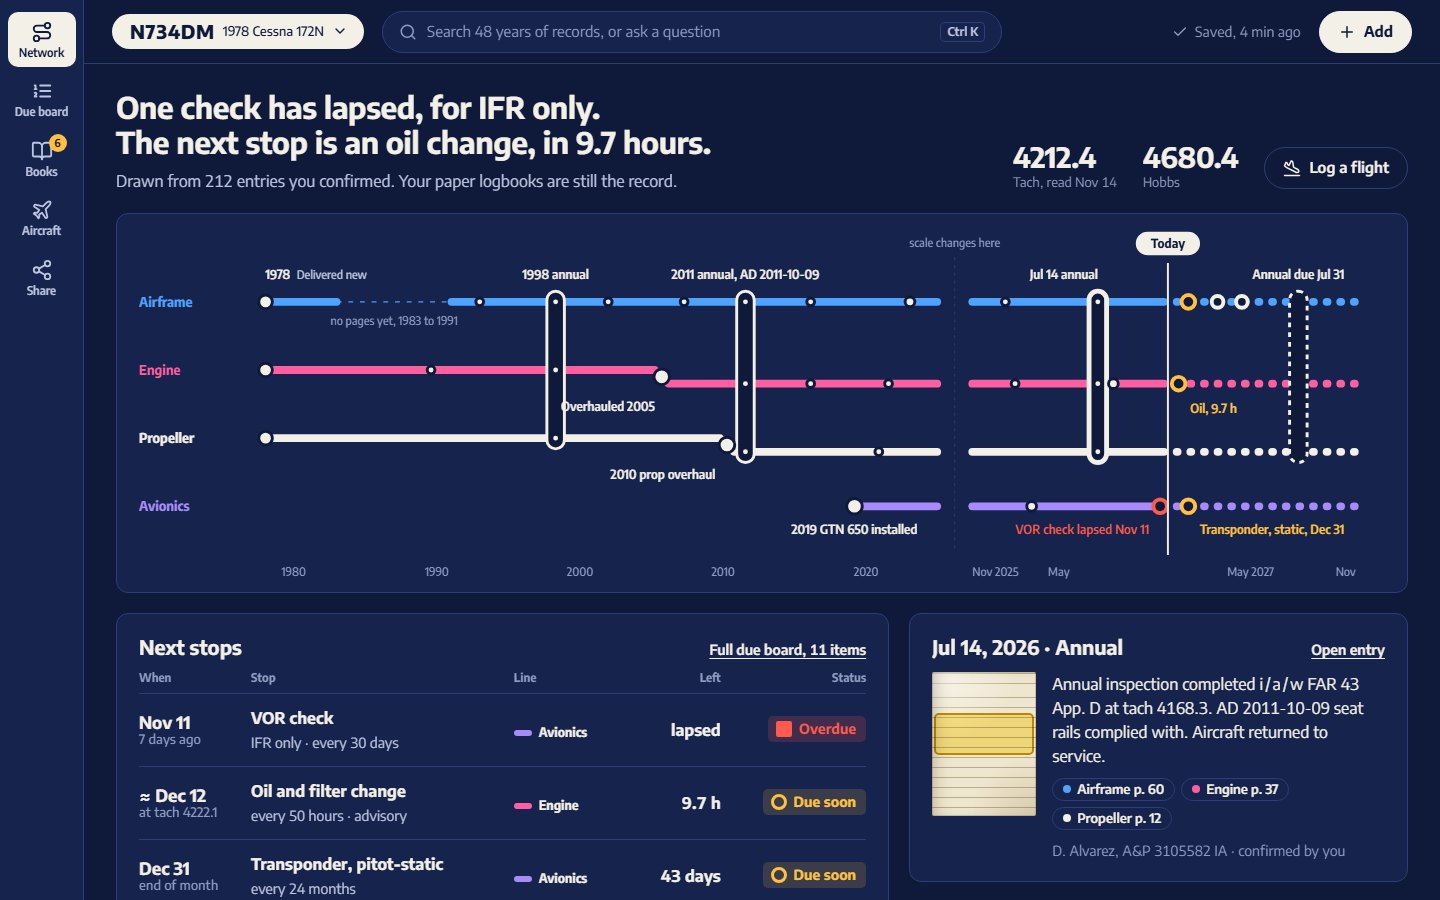 Network
Due board
6
Books
Aircraft
Share
N734DM 1978 Cessna 172N
Search 48 years of records, or ask a question
Ctrl K
Saved, 4 min ago
Add
One check has lapsed, for IFR only.
The next stop is an oil change, in 9.7 hours.
Drawn from 212 entries you confirmed. Your paper logbooks are still the record.
4212.4
Tach, read Nov 14
4680.4
Hobbs
Log a flight
scale changes here
Today
1978 Delivered new
1998 annual
2011 annual, AD 2011-10-09
Jul 14 annual
Annual due Jul 31
Airframe
no pages yet, 1983 to 1991
Engine
Overhauled 2005
Oil, 9.7 h
Propeller
2010 prop overhaul
Avionics
2019 GTN 650 installed
VOR check lapsed Nov 11
Transponder, static, Dec 31
1980
1990
2000
2010
2020
Nov 2025
May
May 2027
Nov
Next stops
Full due board, 11 items
When
Stop
Line
Left
Status
Nov 11
7 days ago
VOR check
IFR only · every 30 days
Avionics
lapsed
Overdue
≈ Dec 12
at tach 4222.1
Oil and filter change
every 50 hours · advisory
Engine
9.7 h
Due soon
Dec 31
end of month
Transponder, pitot-static
every 24 months
Avionics
43 days
Due soon
Jul 14, 2026 · Annual
Open entry
Annual inspection completed i/a/w FAR 43
App. D at tach 4168.3. AD 2011-10-09 seat
rails complied with. Aircraft returned to
service.
Airframe p. 60
Engine p. 37
Propeller p. 12
D. Alvarez, A&P 3105582 IA · confirmed by you